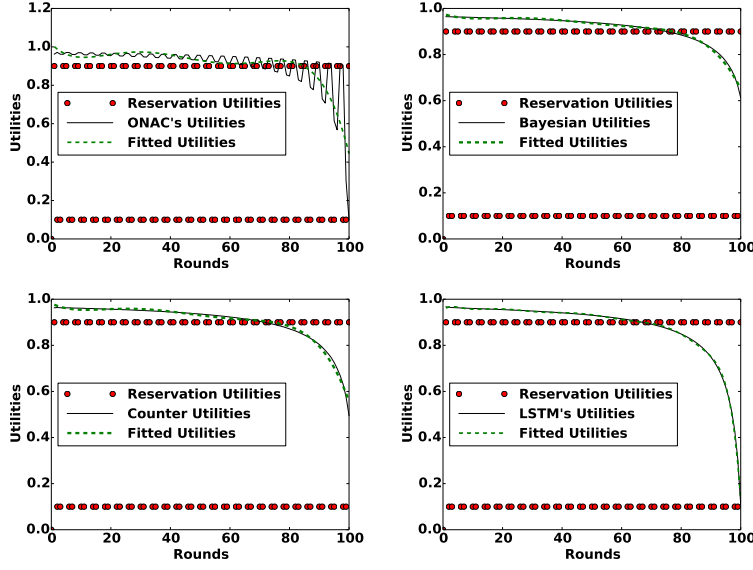 1.2
1.0
0.8
0.6
0.4
0.2
0.0
Utilities
Reservation Utilities
ONAC's Utilities
Fitted Utilities
0 20 40 60 80 100
Rounds
1.0
0.8
0.6
0.4
0.2
0.0
Utilities
Reservation Utilities
Bayesian Utilities
Fitted Utilities
0 20 40 60 80 100
Rounds
1.0
0.8
0.6
0.4
0.2
0.0
Utilities
Reservation Utilities
Counter Utilities
Fitted Utilities
0 20 40 60 80 100
Rounds
1.0
0.8
0.6
0.4
0.2
0.0
Utilities
Reservation Utilities
LSTM's Utilities
Fitted Utilities
0 20 40 60 80 100
Rounds